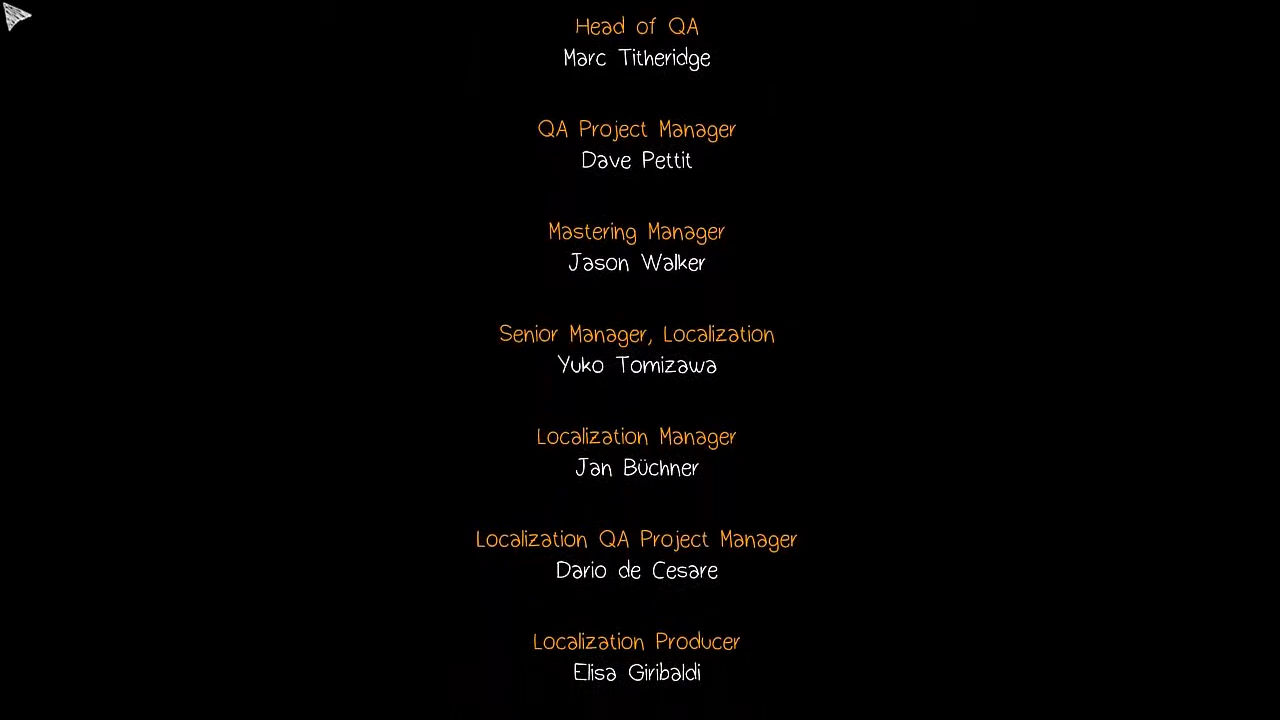 Head of QA
Marc Titheridge
QA Project Manager
Dave Pettit
Mastering Manager
Jason Walker
Senior Manager, Localization
Yuko Tomizawa
Localization Manager
Jan Büchner
Localization QA Project Manager
Dario de Cesare
Localization Producer
Elisa Giribaldi